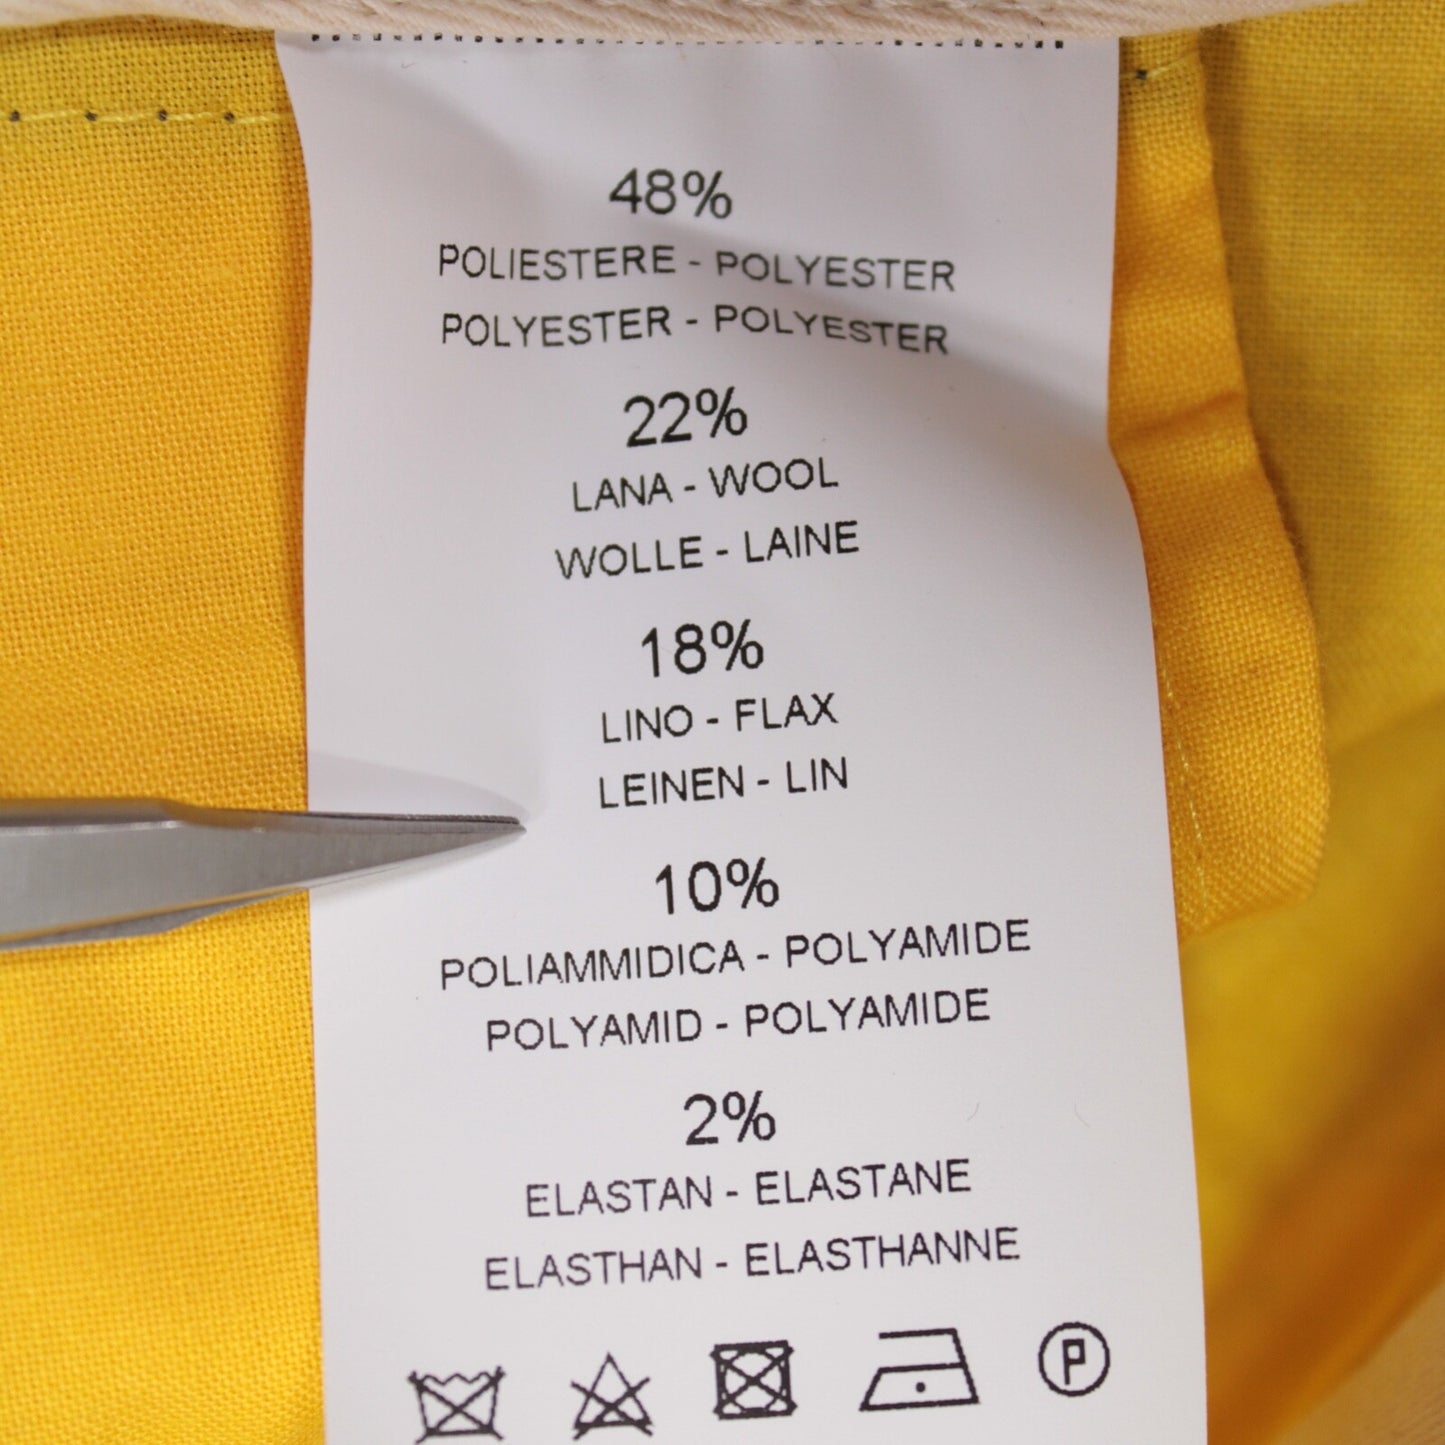 48%
POLIESTERE - POLYESTER
POLYESTER - POLYESTER
22%
LANA - WOOL
WOLLE - LAINE
18%
LINO - FLAX
LEINEN - LIN
10%
POLIAMMIDICA - POLYAMIDE
POLYAMID - POLYAMIDE
2%
ELASTAN - ELASTANE
ELASTHAN - ELASTHANNE
P